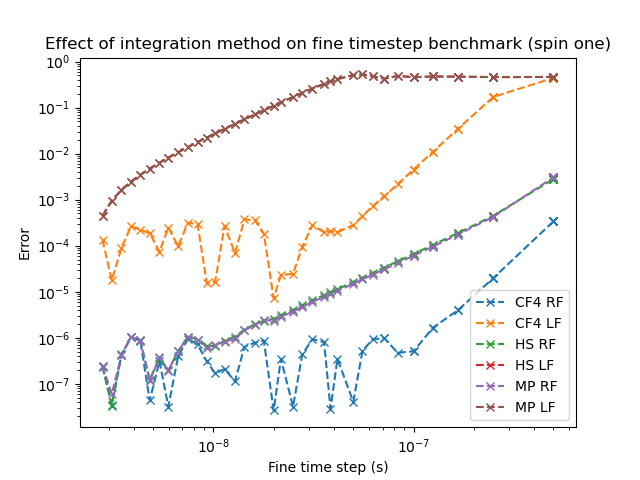 Effect of integration method on fine timestep benchmark (spin one)
10⁰
10⁻¹
10⁻²
10⁻³
10⁻⁴
10⁻⁵
10⁻⁶
10⁻⁷
Error
CF4 RF
CF4 LF
HS RF
HS LF
MP RF
MP LF
10⁻⁸
10⁻⁷
Fine time step (s)